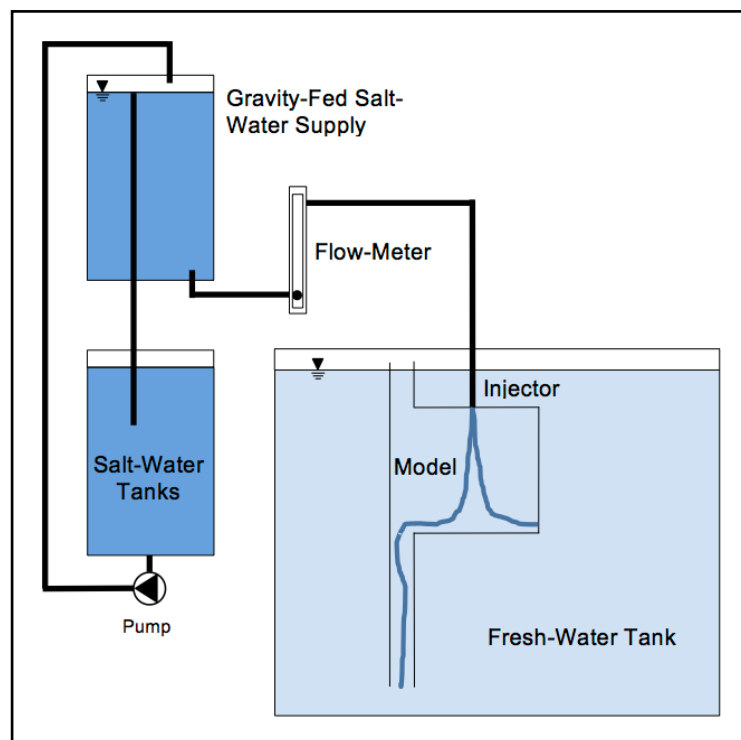 Gravity-Fed Salt-
Water Supply
Flow-Meter
Injector
Model
Salt-Water
Tanks
Pump
Fresh-Water Tank